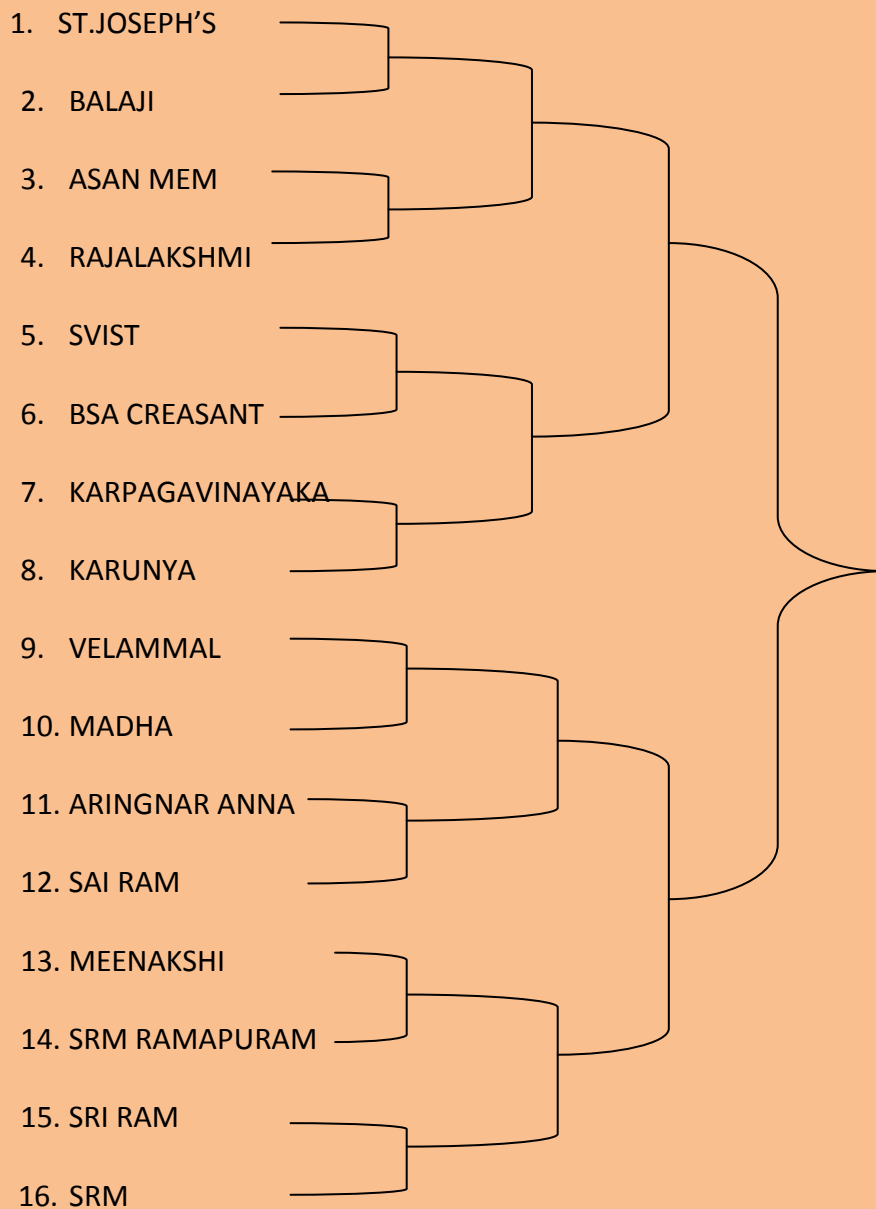 1. ST.JOSEPH’S
2. BALAJI
3. ASAN MEM
4. RAJALAKSHMI
5. SVIST
6. BSA CREASANT
7. KARPAGAVINAYAKA
8. KARUNYA
9. VELAMMAL
10. MADHA
11. ARINGNAR ANNA
12. SAI RAM
13. MEENAKSHI
14. SRM RAMAPURAM
15. SRI RAM
16. SRM